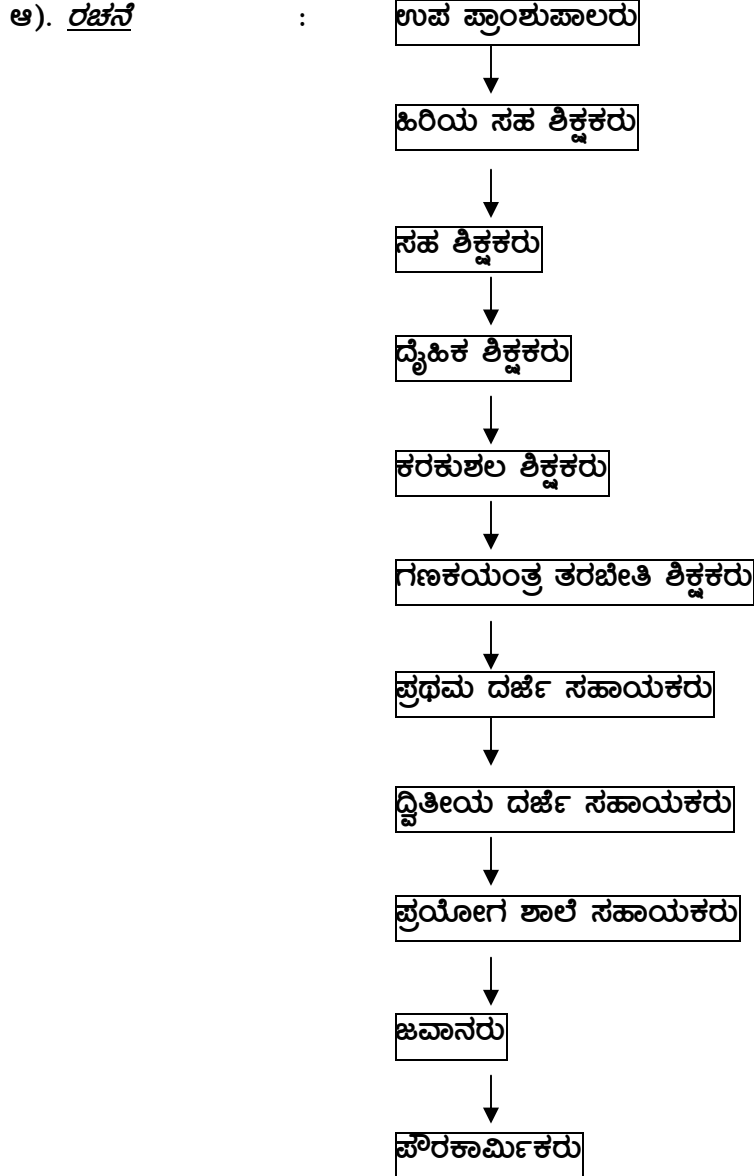 ಆ). ರಚನೆ : ಉಪ ಪ್ರಾಂಶುಪಾಲರು
ಹಿರಿಯ ಸಹ ಶಿಕ್ಷಕರು
ಸಹ ಶಿಕ್ಷಕರು
ದೈಹಿಕ ಶಿಕ್ಷಕರು
ಕರಕುಶಲ ಶಿಕ್ಷಕರು
ಗಣಕಯಂತ್ರ ತರಬೇತಿ ಶಿಕ್ಷಕರು
ಪ್ರಥಮ ದರ್ಜೆ ಸಹಾಯಕರು
ದ್ವಿತೀಯ ದರ್ಜೆ ಸಹಾಯಕರು
ಪ್ರಯೋಗ ಶಾಲೆ ಸಹಾಯಕರು
ಜವಾನರು
ಪೌರಕಾರ್ಮಿಕರು